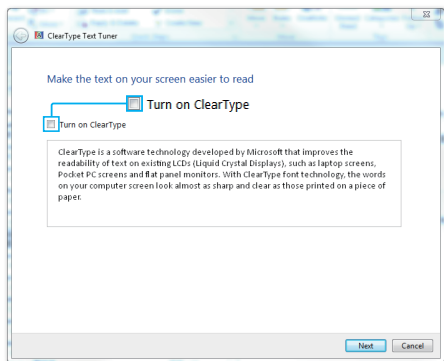 ClearType Text Tuner
Make the text on your screen easier to read
Turn on ClearType
Turn on ClearType
ClearType is a software technology developed by Microsoft that improves the
readability of text on existing LCDs (Liquid Crystal Displays), such as laptop screens,
Pocket PC screens and flat panel monitors. With ClearType font technology, the words
on your computer screen look almost as sharp and clear as those printed on a piece of
paper.
Next Cancel